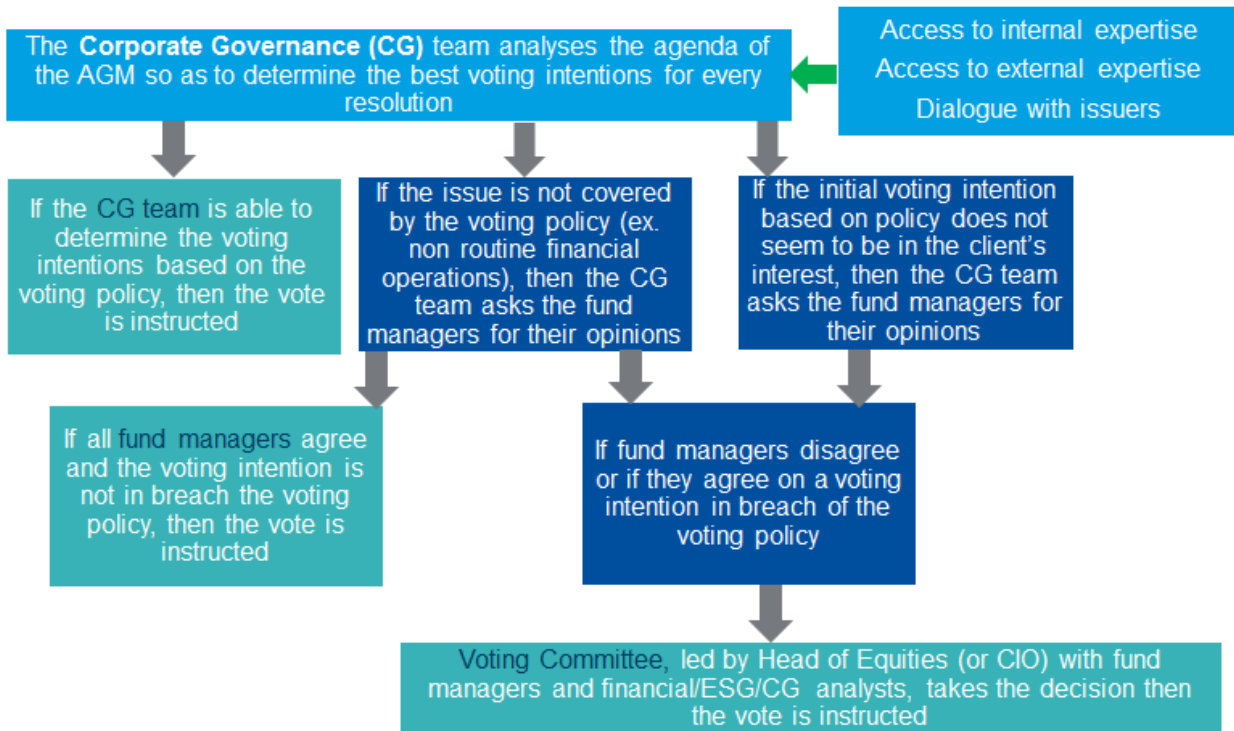 The Corporate Governance (CG) team analyses the agenda of
the AGM so as to determine the best voting intentions for every
resolution
Access to internal expertise
Access to external expertise
Dialogue with issuers
If the CG team is able to
determine the voting
intentions based on the
voting policy, then the vote
is instructed
If the issue is not covered
by the voting policy (ex.
non routine financial
operations), then the CG
team asks the fund
managers for their opinions
If the initial voting intention
based on policy does not
seem to be in the client's
interest, then the CG team
asks the fund managers for
their opinions
If all fund managers agree
and the voting intention is
not in breach the voting
policy, then the vote is
instructed
If fund managers disagree
or if they agree on a voting
intention in breach of the
voting policy
Voting Committee, led by Head of Equities (or CIO) with fund
managers and financial/ESG/CG analysts, takes the decision then
the vote is instructed